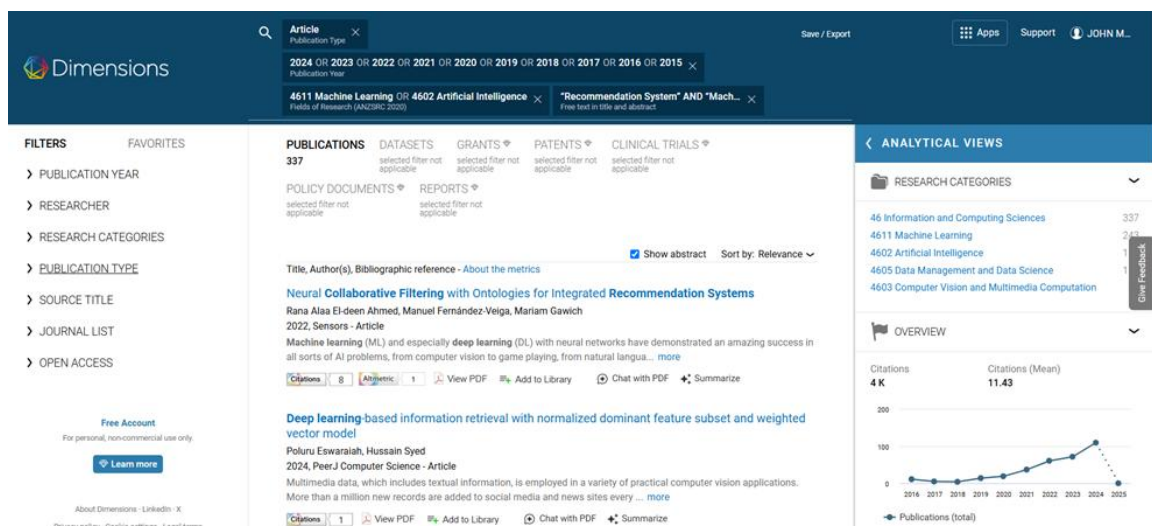 Article
Publication Type
Save / Export
Apps
Support
JOHN M...
Dimensions
2024 OR 2023 OR 2022 OR 2021 OR 2020 OR 2019 OR 2018 OR 2017 OR 2016 OR 2015
Publication Year
4611 Machine Learning OR 4602 Artificial Intelligence
Fields of Research (ANZSRC 2020)
"Recommendation System" AND "Mach...
Free text in title and abstract
FILTERS
FAVORITES
PUBLICATION YEAR
RESEARCHER
RESEARCH CATEGORIES
PUBLICATION TYPE
SOURCE TITLE
JOURNAL LIST
OPEN ACCESS
Free Account
For personal, non-commercial use only.
Learn more
About Dimensions · LinkedIn · X
PUBLICATIONS
337
DATASETS
selected filter not
applicable
GRANTS
selected filter not
applicable
PATENTS
selected filter not
applicable
CLINICAL TRIALS
selected filter not
applicable
POLICY DOCUMENTS
selected filter not
applicable
REPORTS
selected filter not
applicable
Show abstract
Sort by: Relevance
Title, Author(s), Bibliographic reference - About the metrics
Neural Collaborative Filtering with Ontologies for Integrated Recommendation Systems
Rana Alaa El-deen Ahmed, Manuel Fernández-Veiga, Mariam Gawich
2022, Sensors - Article
Machine learning (ML) and especially deep learning (DL) with neural networks have demonstrated an amazing success in
all sorts of AI problems, from computer vision to game playing, from natural langua... more
Citations 8 Altmetric 1 View PDF Add to Library Chat with PDF Summarize
Deep learning-based information retrieval with normalized dominant feature subset and weighted
vector model
Poluru Eswaraiah, Hussain Syed
2024, PeerJ Computer Science - Article
Multimedia data, which includes textual information, is employed in a variety of practical computer vision applications.
More than a million new records are added to social media and news sites every ... more
Citations 1 View PDF Add to Library Chat with PDF Summarize
ANALYTICAL VIEWS
RESEARCH CATEGORIES
46 Information and Computing Sciences 337
4611 Machine Learning
4602 Artificial Intelligence
4605 Data Management and Data Science
4603 Computer Vision and Multimedia Computation
Give Feedback
OVERVIEW
Citations
4 K
Citations (Mean)
11.43
200
100
0
2016 2017 2018 2019 2020 2021 2022 2023 2024 2025
Publications (total)